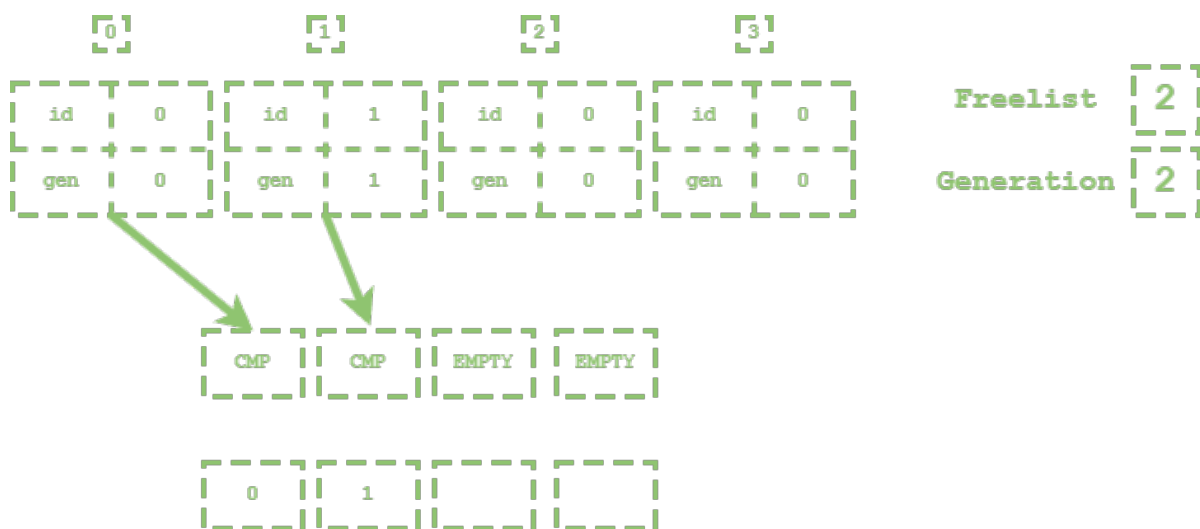 0 1 2 3
id 0 id 1 id 0 id 0 Freelist 2
gen 0 gen 1 gen 0 gen 0 Generation 2
CMP CMP EMPTY EMPTY
0 1